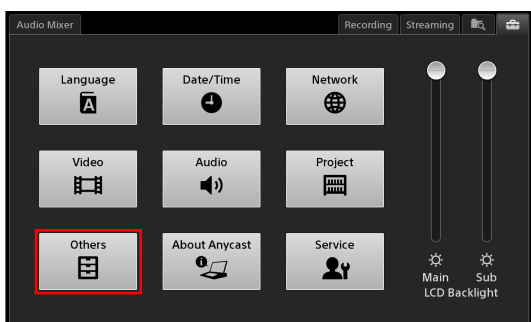 Audio Mixer
Recording
Streaming
Language
A
Date/Time
Network
Video
Audio
Project
Others
About Anycast
Service
Main
Sub
LCD Backlight